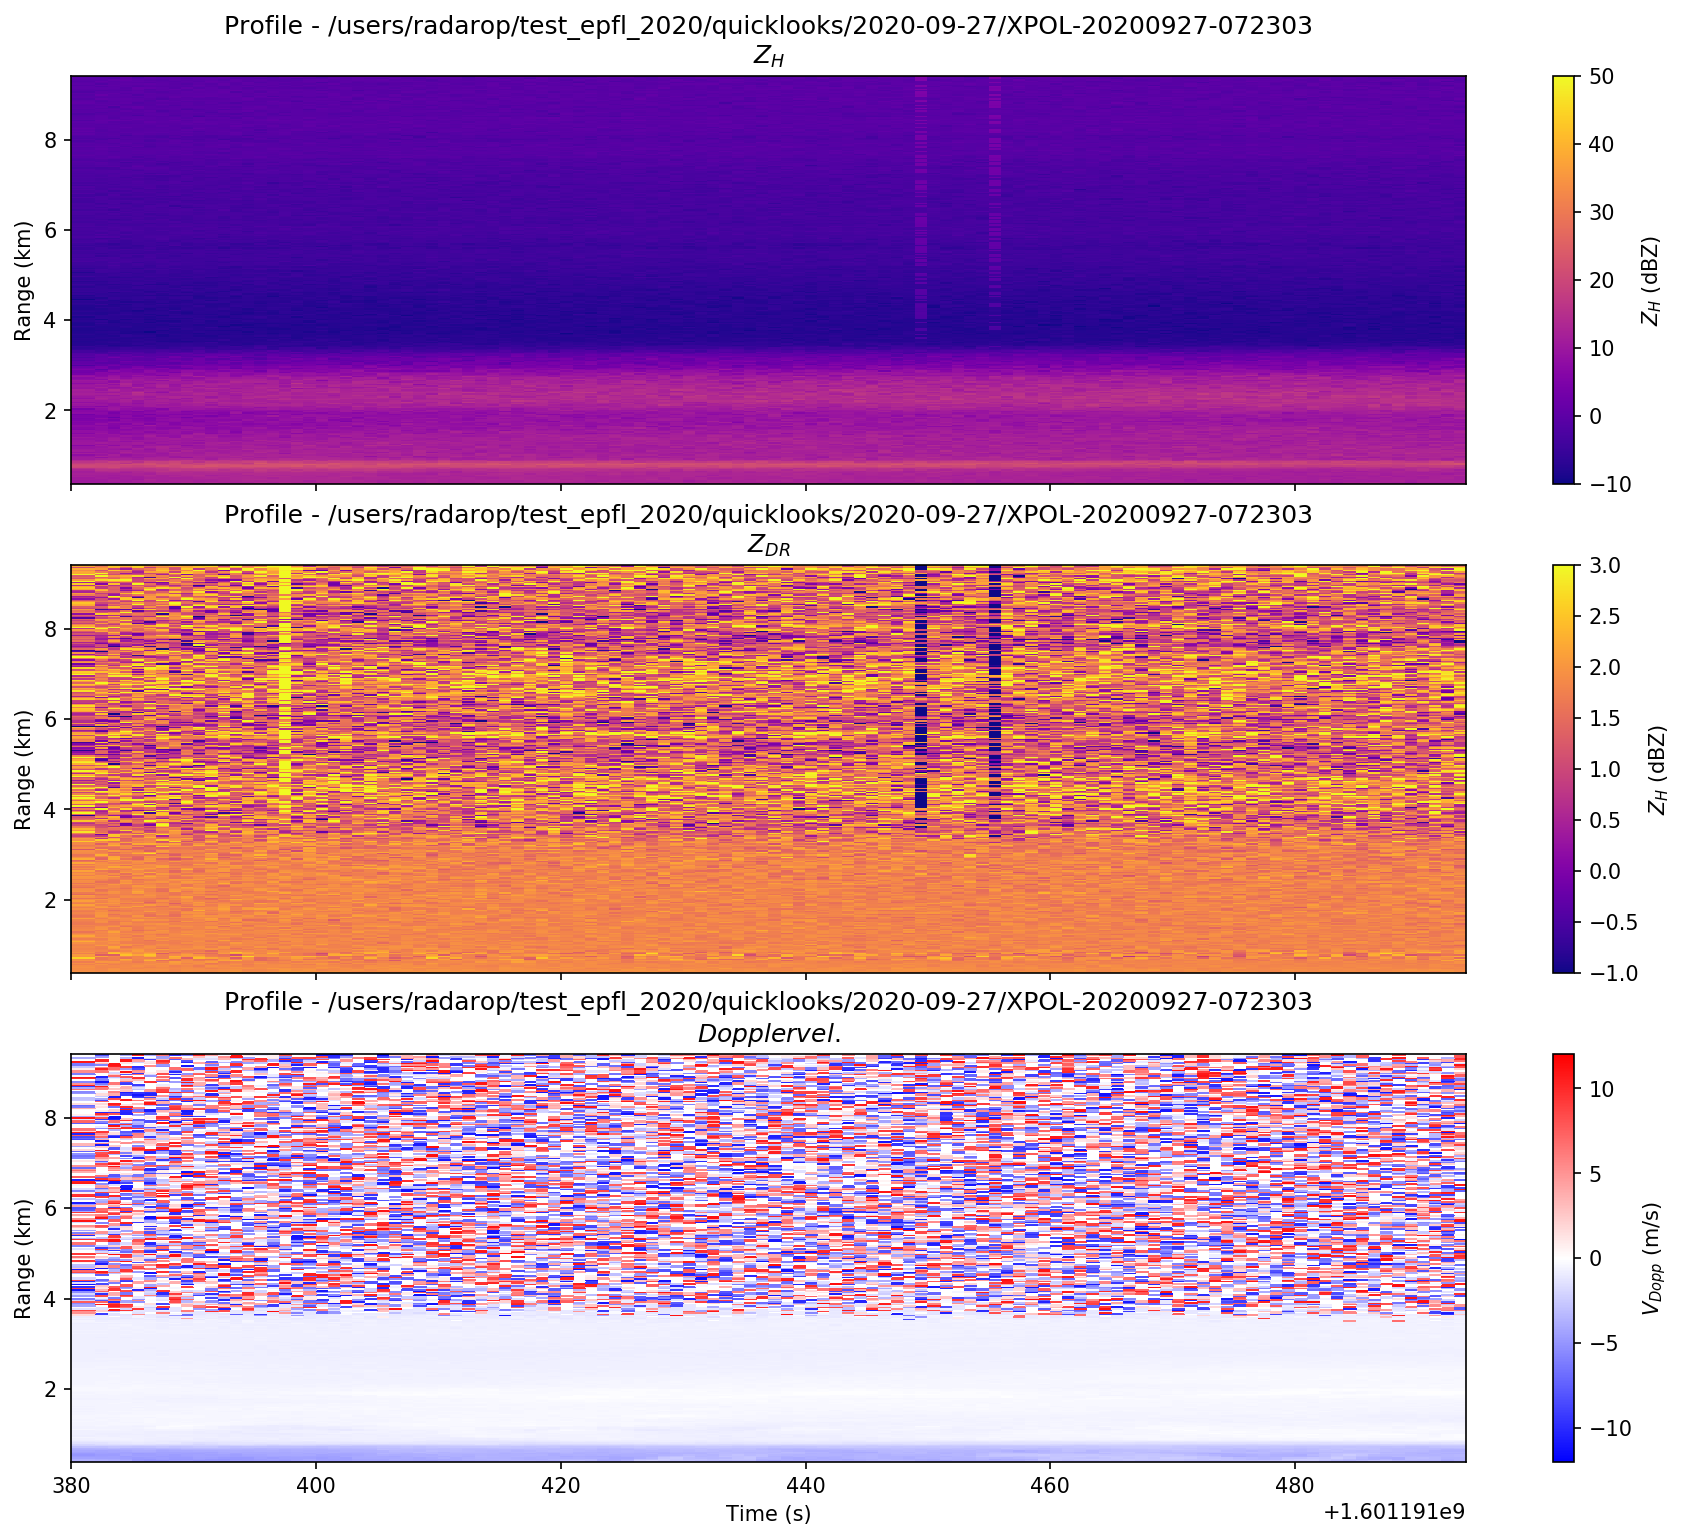 Profile - /users/radarop/test_epfl_2020/quicklooks/2020-09-27/XPOL-20200927-072303
Z_H
8
6
4
2
Range (km)
50
40
30
20
10
0
−10
Z_H (dBZ)
Profile - /users/radarop/test_epfl_2020/quicklooks/2020-09-27/XPOL-20200927-072303
Z_DR
8
6
4
2
Range (km)
3.0
2.5
2.0
1.5
1.0
0.5
0.0
−0.5
−1.0
Z_H (dBZ)
Profile - /users/radarop/test_epfl_2020/quicklooks/2020-09-27/XPOL-20200927-072303
Dopplervel.
8
6
4
2
Range (km)
10
5
0
−5
−10
V_Dopp (m/s)
380 400 420 440 460 480
Time (s)
+1.601191e9